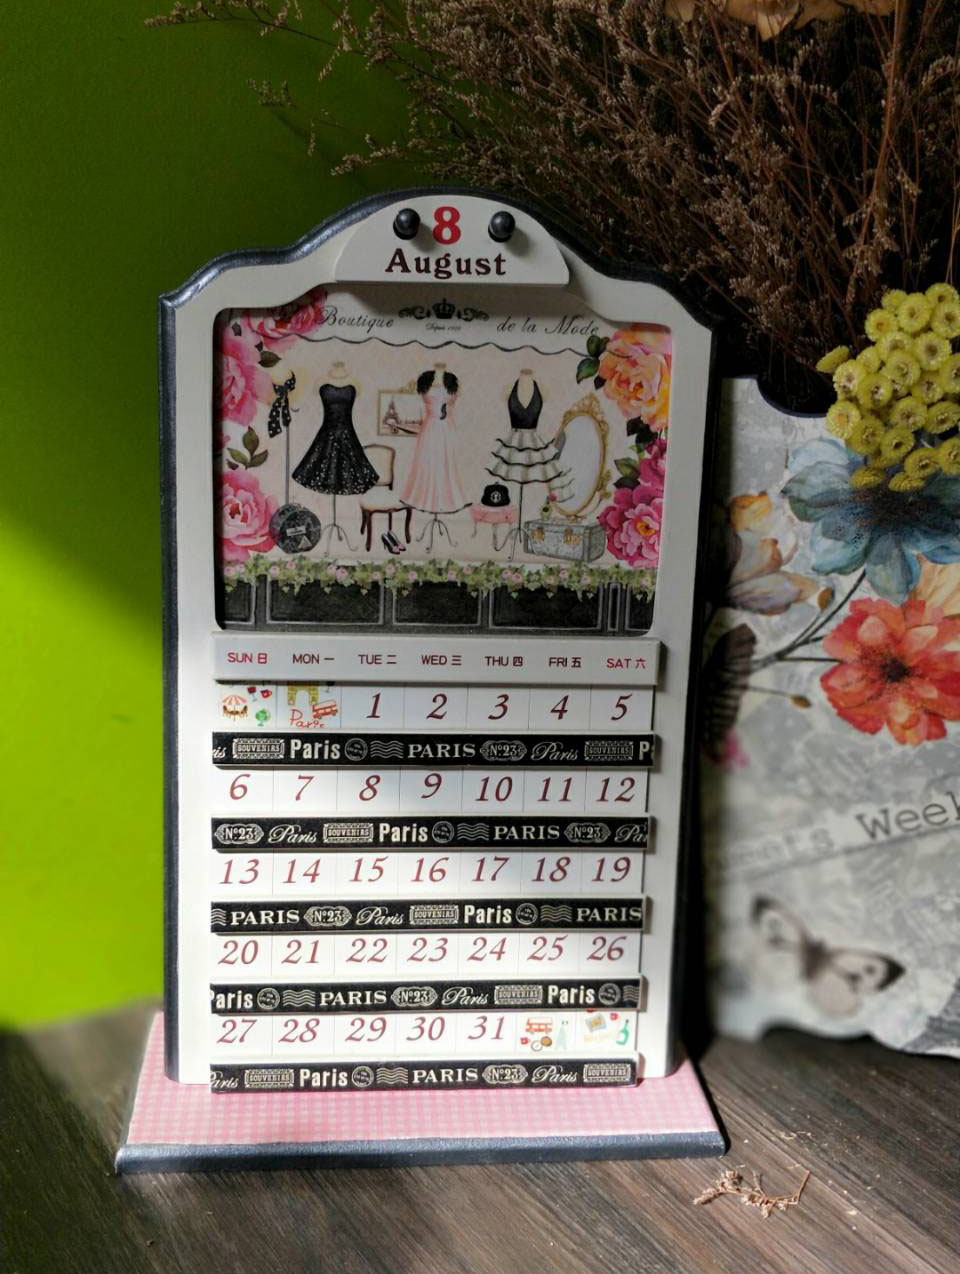 8
August
Boutique
Depuis 1956
de la Mode
SUN 日 MON 一 TUE 二 WED 三 THU 四 FRI 五 SAT 六
Paris 1 2 3 4 5
SOUVENIRS Paris PARIS Nº23 Paris SOUVENIRS
6 7 8 9 10 11 12
Nº23 Paris SOUVENIRS Paris PARIS Nº23
13 14 15 16 17 18 19
PARIS Nº23 Paris SOUVENIRS Paris PARIS
20 21 22 23 24 25 26
aris PARIS Nº23 Paris SOUVENIRS Paris
27 28 29 30 31
SOUVENIRS Paris PARIS Nº23 Paris SOUVENIRS
Week